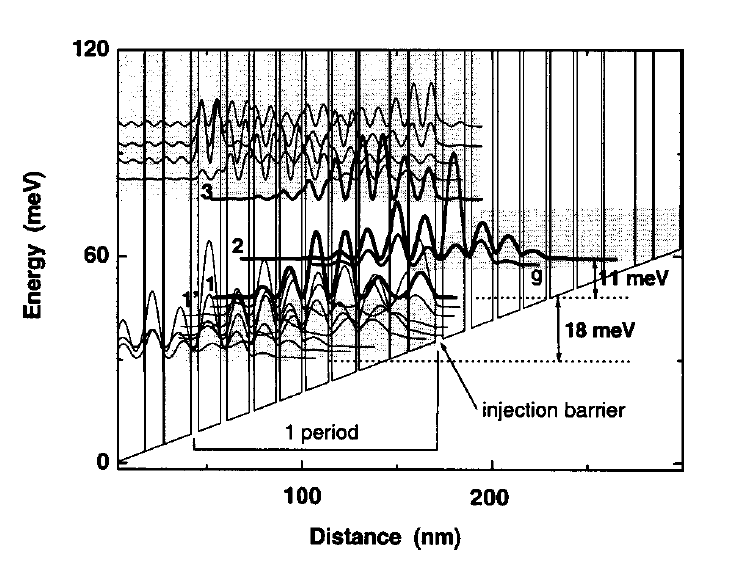 120
3
60
2
g
1' 1
11 meV
18 meV
injection barrier
1 period
0
100
200
Energy (meV)
Distance (nm)